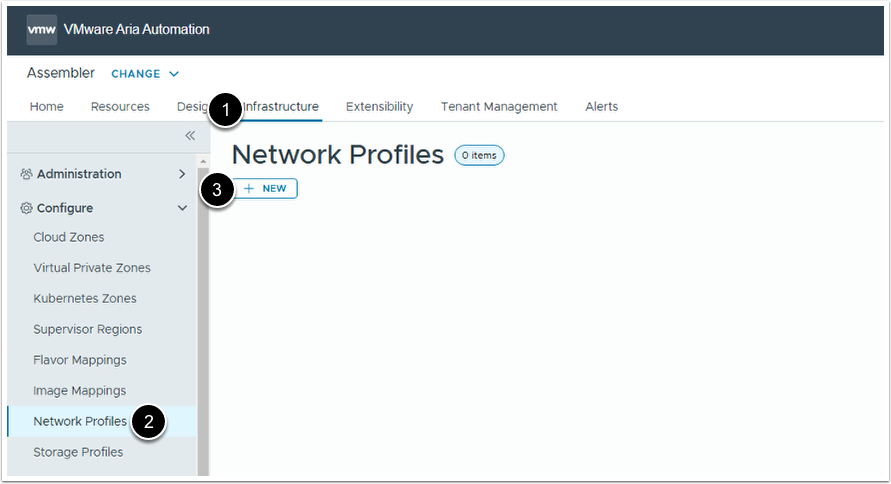 vmw VMware Aria Automation
Assembler CHANGE
Home Resources Desig 1 Infrastructure Extensibility Tenant Management Alerts
Network Profiles 0 items
Administration
3 + NEW
Configure
Cloud Zones
Virtual Private Zones
Kubernetes Zones
Supervisor Regions
Flavor Mappings
Image Mappings
Network Profiles 2
Storage Profiles